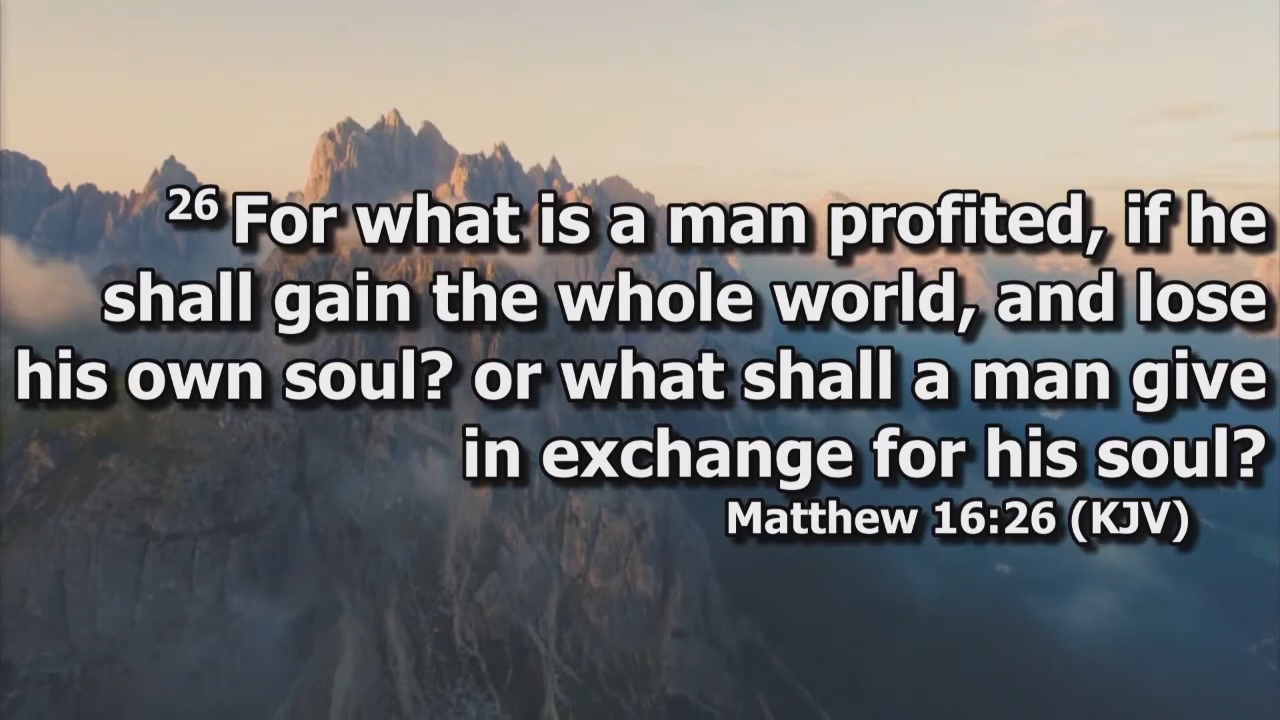 26 For what is a man profited, if he
shall gain the whole world, and lose
his own soul? or what shall a man give
in exchange for his soul?
Matthew 16:26 (KJV)